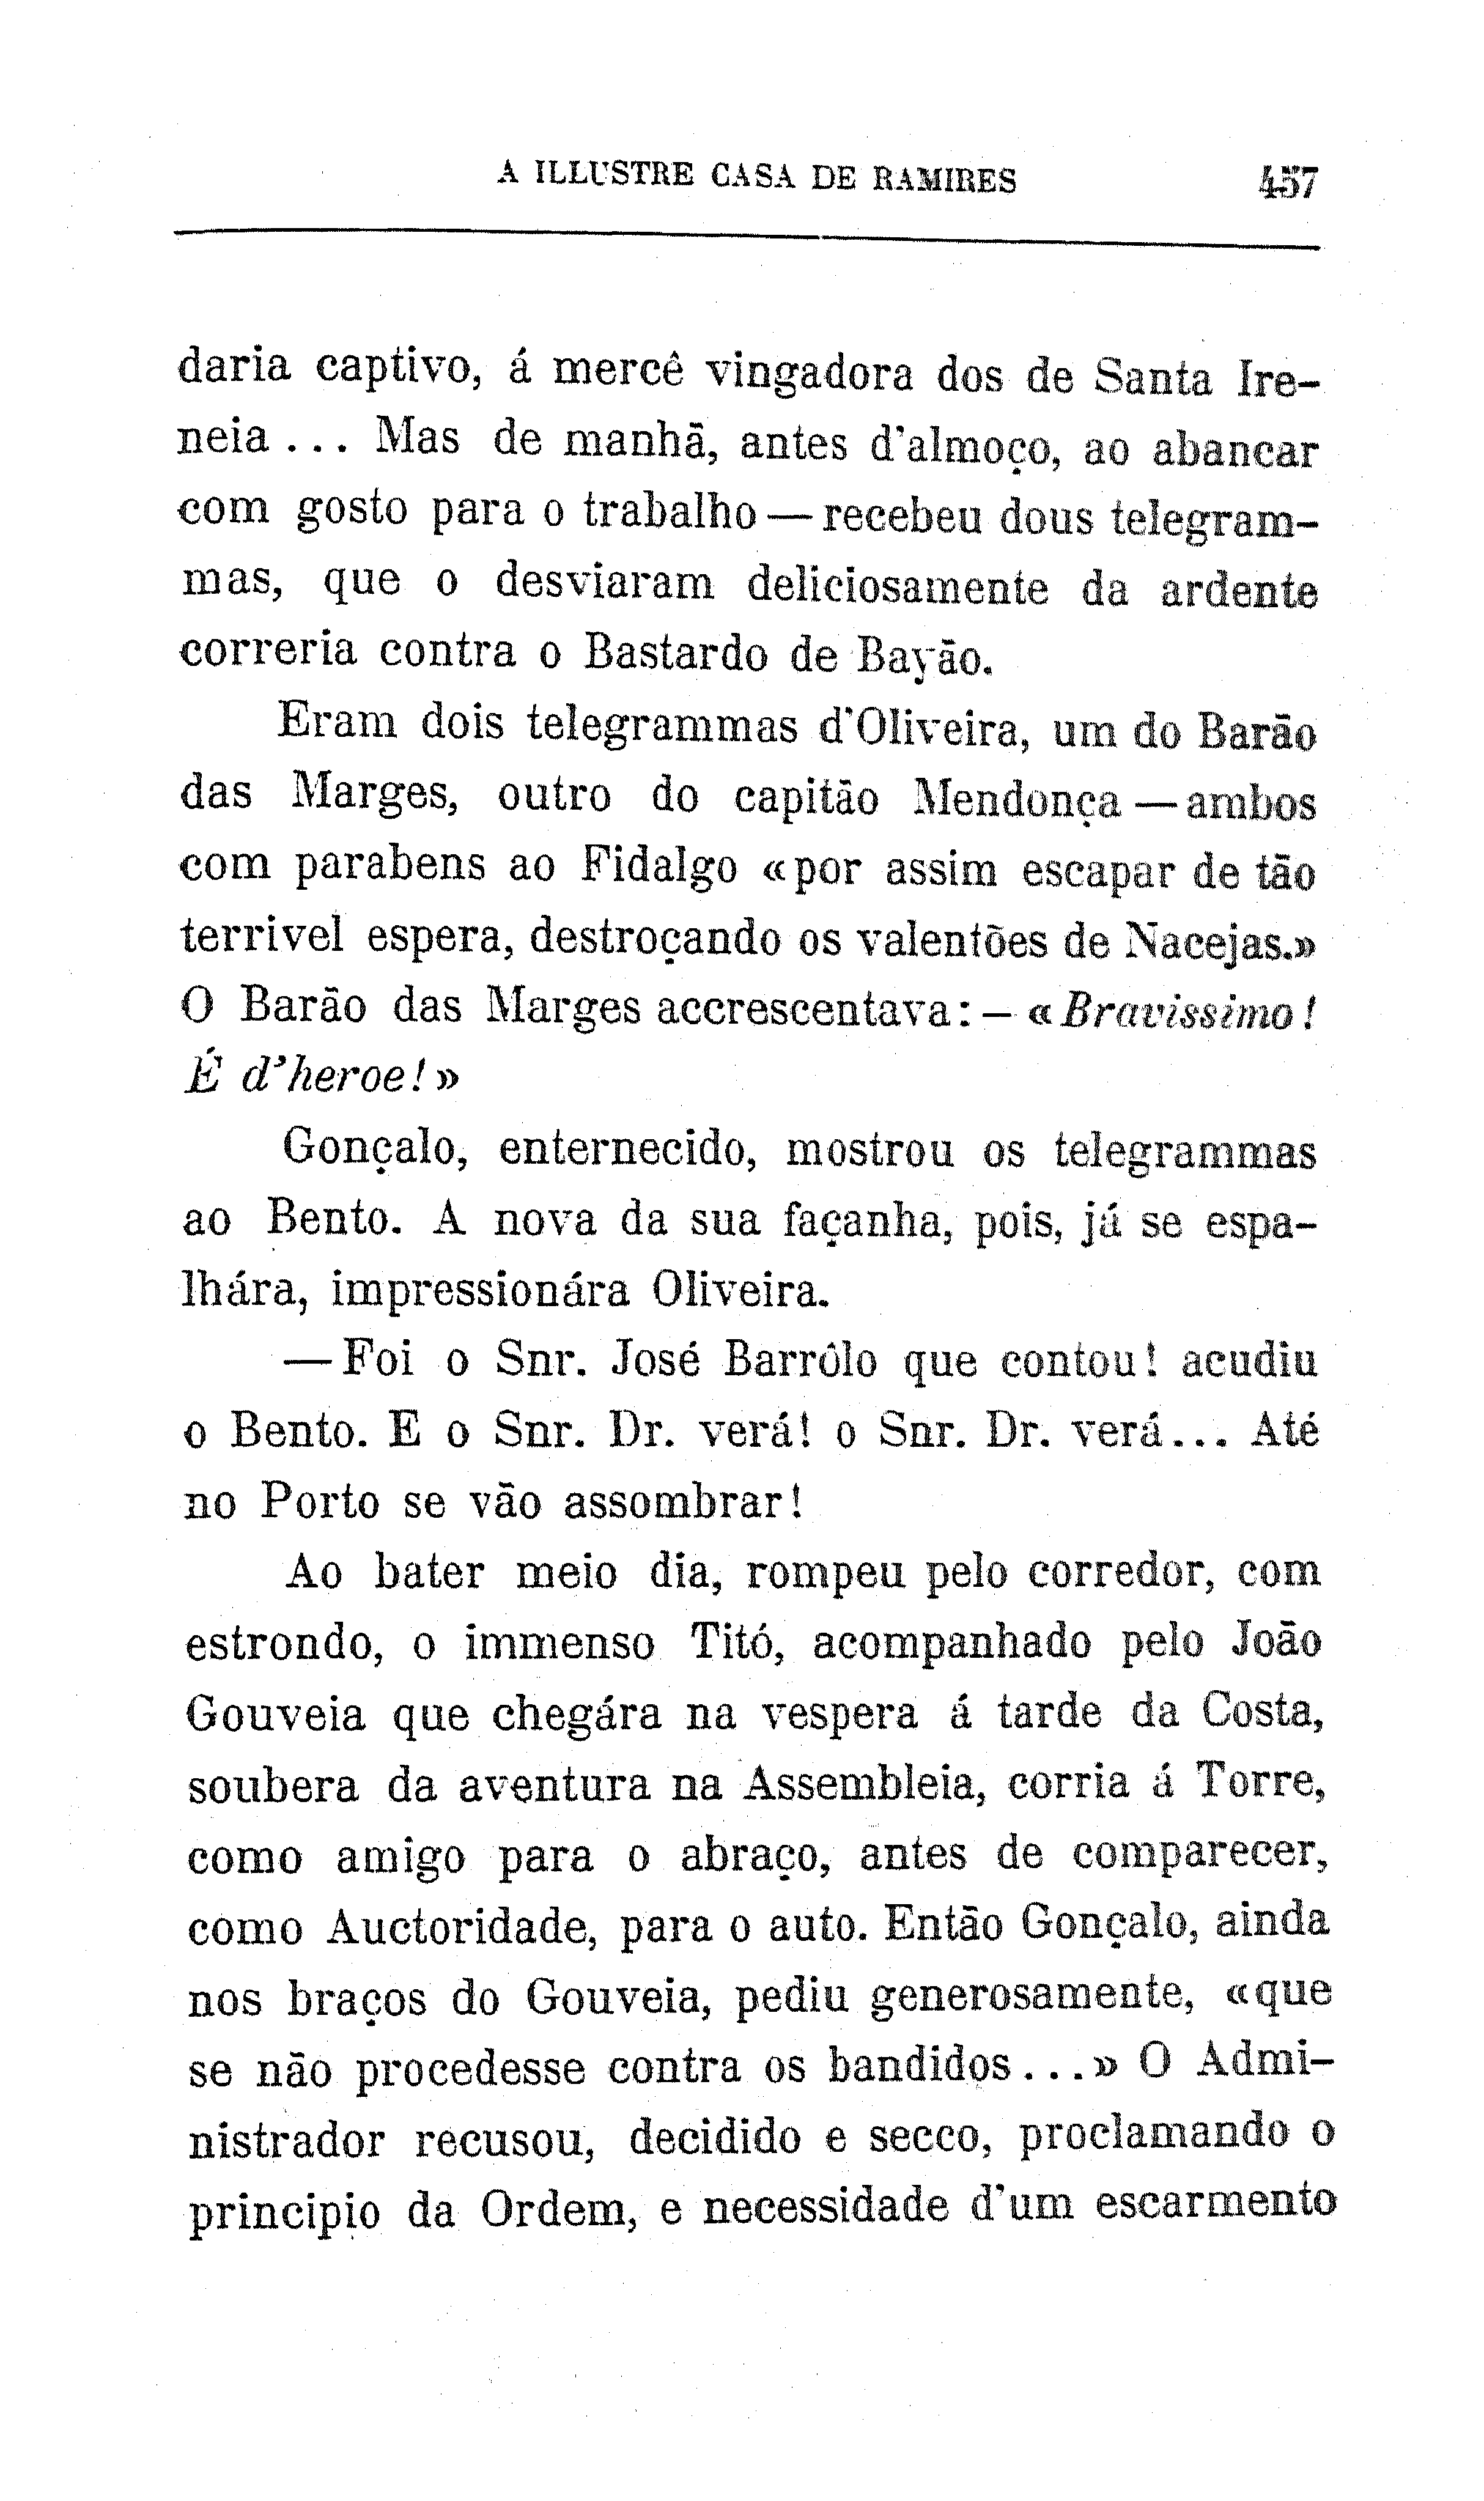 A ILLUSTRE CASA DE RAMIRES 457
daria captivo, á mercê vingadora dos de Santa Ire-
neia... Mas de manhã, antes d'almoço, ao abancar
com gosto para o trabalho—recebeu dous telegram-
mas, que o desviaram deliciosamente da ardente
correria contra o Bastardo de Bayão.
Eram dois telegrammas d'Oliveira, um do Barão
das Marges, outro do capitão Mendonça—ambos
com parabens ao Fidalgo «por assim escapar de tão
terrivel espera, destroçando os valentões de Nacejas.»
O Barão das Marges accrescentava:—«Bravissimo!
É d'heroe!»
Gonçalo, enternecido, mostrou os telegrammas
ao Bento. A nova da sua façanha, pois, já se espa-
lhára, impressionára Oliveira.
—Foi o Snr. José Barrôlo que contou! acudiu
o Bento. E o Snr. Dr. verá! o Snr. Dr. verá... Até
no Porto se vão assombrar!
Ao bater meio dia, rompeu pelo corredor, com
estrondo, o immenso Titó, acompanhado pelo João
Gouveia que chegára na vespera á tarde da Costa,
soubera da aventura na Assembleia, corria á Torre,
como amigo para o abraço, antes de comparecer,
como Auctoridade, para o auto. Então Gonçalo, ainda
nos braços do Gouveia, pediu generosamente, «que
se não procedesse contra os bandidos...» O Admi-
nistrador recusou, decidido e secco, proclamando o
principio da Ordem, e necessidade d'um escarmento